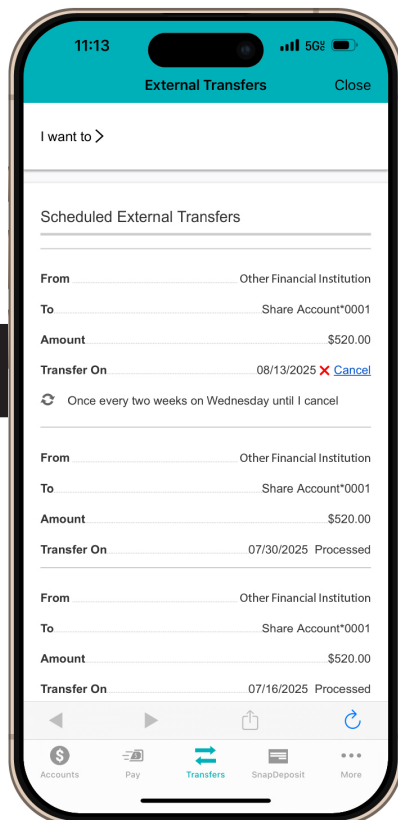 11:13 5G
External Transfers Close
I want to >
Scheduled External Transfers
From Other Financial Institution
To Share Account*0001
Amount $520.00
Transfer On 08/13/2025 ❌ Cancel
Once every two weeks on Wednesday until I cancel
From Other Financial Institution
To Share Account*0001
Amount $520.00
Transfer On 07/30/2025 Processed
From Other Financial Institution
To Share Account*0001
Amount $520.00
Transfer On 07/16/2025 Processed
Accounts Pay Transfers SnapDeposit More